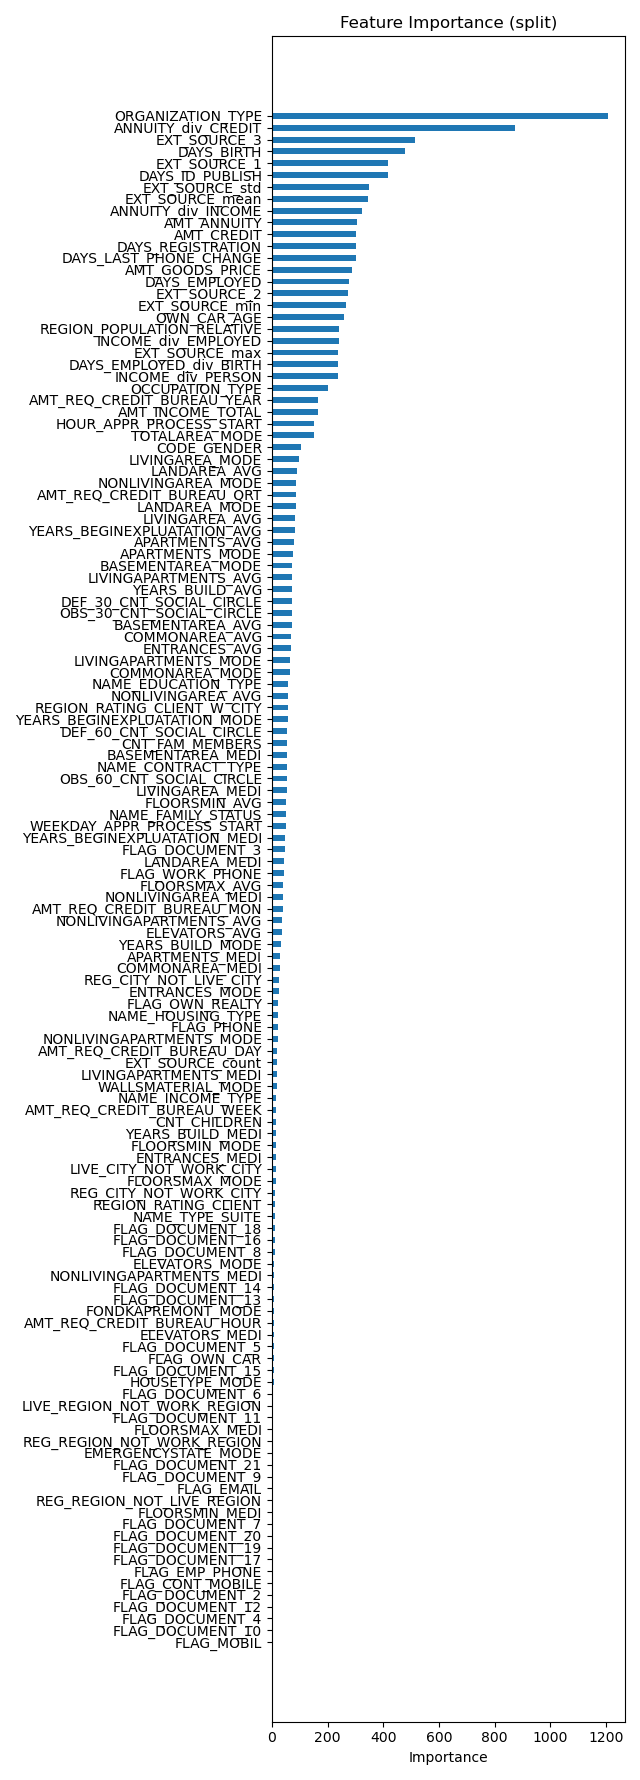 Feature Importance (split)
ORGANIZATION_TYPE
ANNUITY_div_CREDIT
EXT_SOURCE_3
DAYS_BIRTH
EXT_SOURCE_1
DAYS_ID_PUBLISH
EXT_SOURCE_std
EXT_SOURCE_mean
ANNUITY_div_INCOME
AMT_ANNUITY
AMT_CREDIT
DAYS_REGISTRATION
DAYS_LAST_PHONE_CHANGE
AMT_GOODS_PRICE
DAYS_EMPLOYED
EXT_SOURCE_2
EXT_SOURCE_min
OWN_CAR_AGE
REGION_POPULATION_RELATIVE
INCOME_div_EMPLOYED
EXT_SOURCE_max
DAYS_EMPLOYED_div_BIRTH
INCOME_div_PERSON
OCCUPATION_TYPE
AMT_REQ_CREDIT_BUREAU_YEAR
AMT_INCOME_TOTAL
HOUR_APPR_PROCESS_START
TOTALAREA_MODE
CODE_GENDER
LIVINGAREA_MODE
LANDAREA_AVG
NONLIVINGAREA_MODE
AMT_REQ_CREDIT_BUREAU_QRT
LANDAREA_MODE
LIVINGAREA_AVG
YEARS_BEGINEXPLUATATION_AVG
APARTMENTS_AVG
APARTMENTS_MODE
BASEMENTAREA_MODE
LIVINGAPARTMENTS_AVG
YEARS_BUILD_AVG
DEF_30_CNT_SOCIAL_CIRCLE
OBS_30_CNT_SOCIAL_CIRCLE
BASEMENTAREA_AVG
COMMONAREA_AVG
ENTRANCES_AVG
LIVINGAPARTMENTS_MODE
COMMONAREA_MODE
NAME_EDUCATION_TYPE
NONLIVINGAREA_AVG
REGION_RATING_CLIENT_W_CITY
YEARS_BEGINEXPLUATATION_MODE
DEF_60_CNT_SOCIAL_CIRCLE
CNT_FAM_MEMBERS
BASEMENTAREA_MEDI
NAME_CONTRACT_TYPE
OBS_60_CNT_SOCIAL_CIRCLE
LIVINGAREA_MEDI
FLOORSMIN_AVG
NAME_FAMILY_STATUS
WEEKDAY_APPR_PROCESS_START
YEARS_BEGINEXPLUATATION_MEDI
FLAG_DOCUMENT_3
LANDAREA_MEDI
FLAG_WORK_PHONE
FLOORSMAX_AVG
NONLIVINGAREA_MEDI
AMT_REQ_CREDIT_BUREAU_MON
NONLIVINGAPARTMENTS_AVG
ELEVATORS_AVG
YEARS_BUILD_MODE
APARTMENTS_MEDI
COMMONAREA_MEDI
REG_CITY_NOT_LIVE_CITY
ENTRANCES_MODE
FLAG_OWN_REALTY
NAME_HOUSING_TYPE
FLAG_PHONE
NONLIVINGAPARTMENTS_MODE
AMT_REQ_CREDIT_BUREAU_DAY
EXT_SOURCE_count
LIVINGAPARTMENTS_MEDI
WALLSMATERIAL_MODE
NAME_INCOME_TYPE
AMT_REQ_CREDIT_BUREAU_WEEK
CNT_CHILDREN
YEARS_BUILD_MEDI
FLOORSMIN_MODE
ENTRANCES_MEDI
LIVE_CITY_NOT_WORK_CITY
FLOORSMAX_MODE
REG_CITY_NOT_WORK_CITY
REGION_RATING_CLIENT
NAME_TYPE_SUITE
FLAG_DOCUMENT_18
FLAG_DOCUMENT_16
FLAG_DOCUMENT_8
ELEVATORS_MODE
NONLIVINGAPARTMENTS_MEDI
FLAG_DOCUMENT_14
FLAG_DOCUMENT_13
FONDKAPREMONT_MODE
AMT_REQ_CREDIT_BUREAU_HOUR
ELEVATORS_MEDI
FLAG_DOCUMENT_5
FLAG_OWN_CAR
FLAG_DOCUMENT_15
HOUSETYPE_MODE
FLAG_DOCUMENT_6
LIVE_REGION_NOT_WORK_REGION
FLAG_DOCUMENT_11
FLOORSMAX_MEDI
REG_REGION_NOT_WORK_REGION
EMERGENCYSTATE_MODE
FLAG_DOCUMENT_21
FLAG_DOCUMENT_9
FLAG_EMAIL
REG_REGION_NOT_LIVE_REGION
FLOORSMIN_MEDI
FLAG_DOCUMENT_7
FLAG_DOCUMENT_20
FLAG_DOCUMENT_19
FLAG_DOCUMENT_17
FLAG_EMP_PHONE
FLAG_CONT_MOBILE
FLAG_DOCUMENT_2
FLAG_DOCUMENT_12
FLAG_DOCUMENT_4
FLAG_DOCUMENT_10
FLAG_MOBIL
0 200 400 600 800 1000 1200
Importance